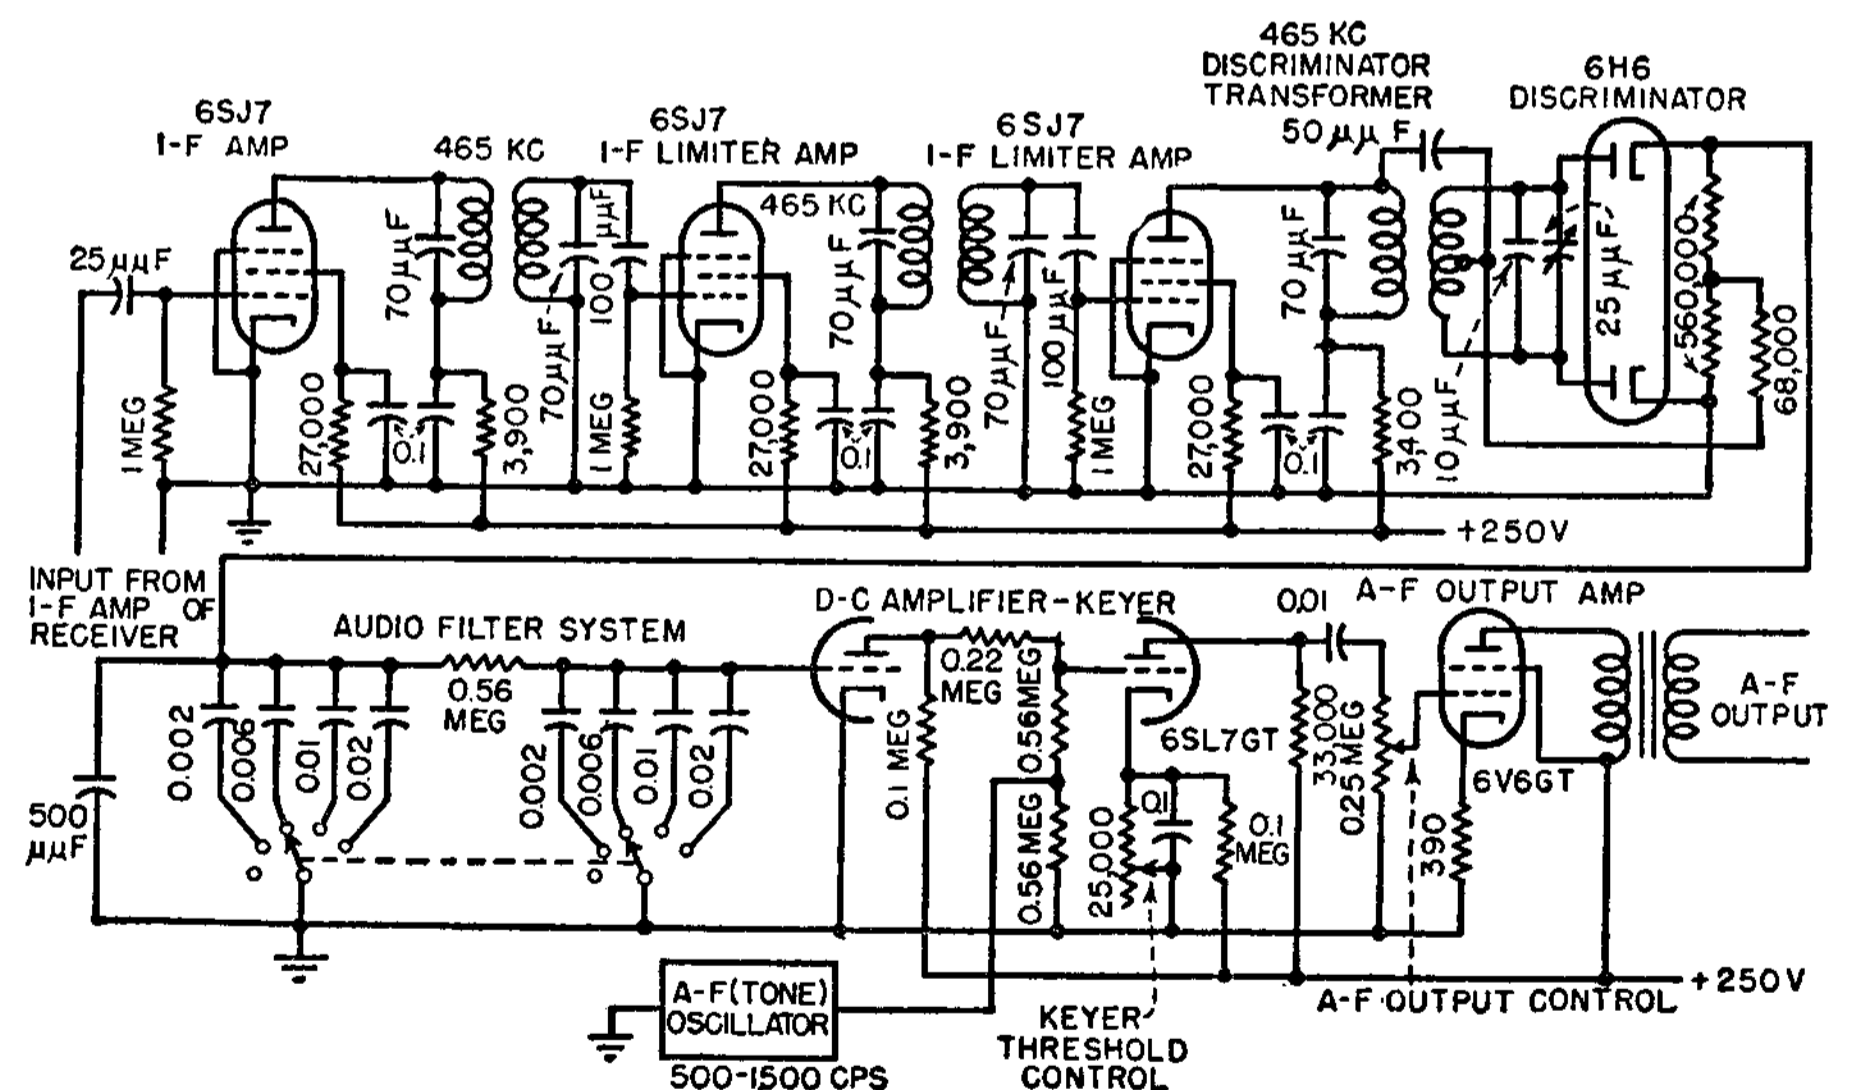 465 KC
DISCRIMINATOR
TRANSFORMER
6H6
DISCRIMINATOR
6SJ7
I-F AMP
465 KC
6SJ7
I-F LIMITER AMP
6SJ7
I-F LIMITER AMP
50 μμ F
25 μμF
70 μμF
100 μμF
465 KC
70 μμF
70 μμF
25 μμF
560,000
68,000
1 MEG
27,000
0.1
3,900
70 μμF
1 MEG
27,000
0.1
3,900
70 μμF
100 μμF
1 MEG
27,000
0.1
3,400
10 μμF
+250V
INPUT FROM
I-F AMP OF
RECEIVER
AUDIO FILTER SYSTEM
D-C AMPLIFIER-KEYER
0.01
A-F OUTPUT AMP
0.56
MEG
0.22
MEG
0.002
0.006
0.01
0.02
0.002
0.006
0.01
0.02
0.1 MEG
0.56 MEG
6SL7GT
33,000
0.25 MEG
6V6GT
A-F
OUTPUT
500
μμF
0.56 MEG
25,000
0.1
0.1
MEG
390
+250V
A-F OUTPUT CONTROL
A-F (TONE)
OSCILLATOR
500-1,500 CPS
KEYER
THRESHOLD
CONTROL